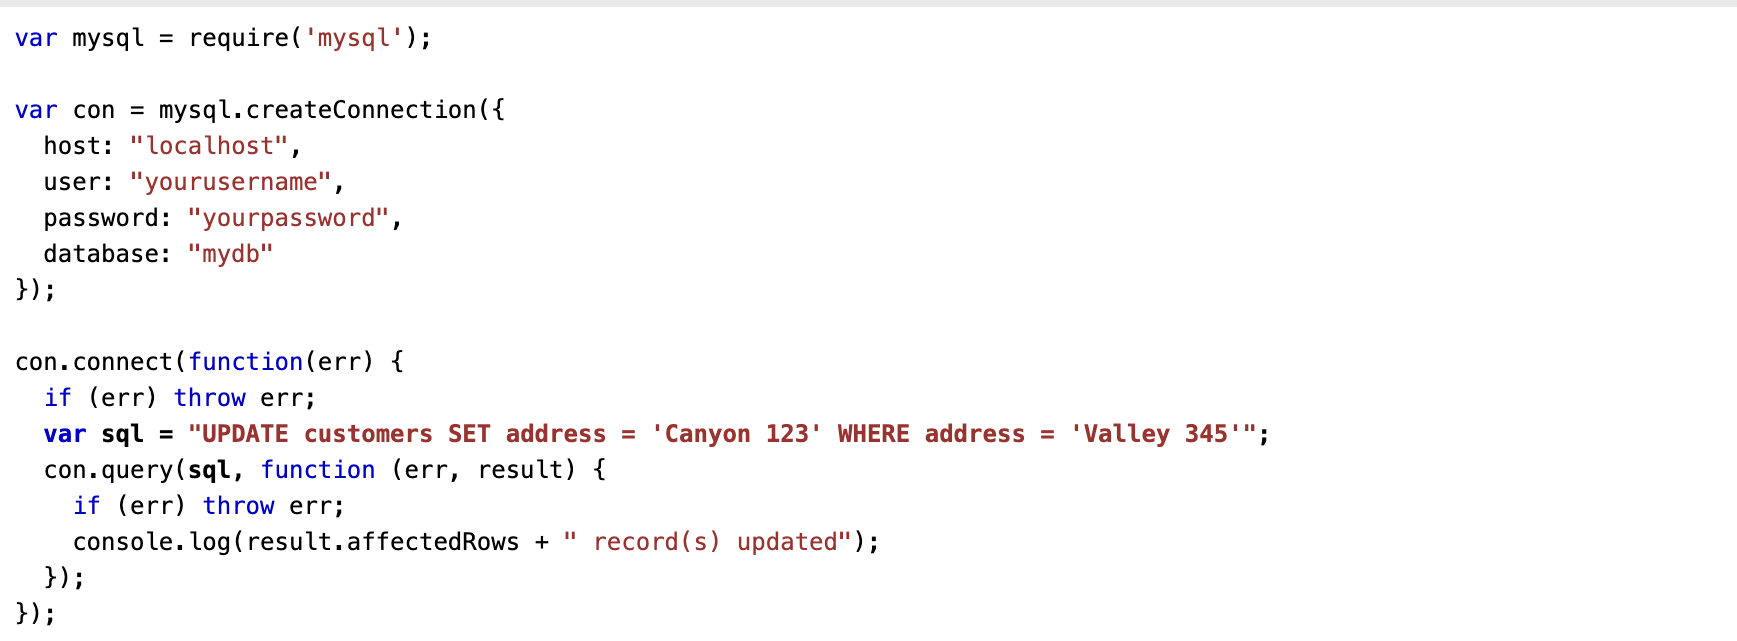 var mysql = require('mysql');

var con = mysql.createConnection({
  host: "localhost",
  user: "yourusername",
  password: "yourpassword",
  database: "mydb"
});

con.connect(function(err) {
  if (err) throw err;
  var sql = "UPDATE customers SET address = 'Canyon 123' WHERE address = 'Valley 345'";
  con.query(sql, function (err, result) {
    if (err) throw err;
    console.log(result.affectedRows + " record(s) updated");
  });
});